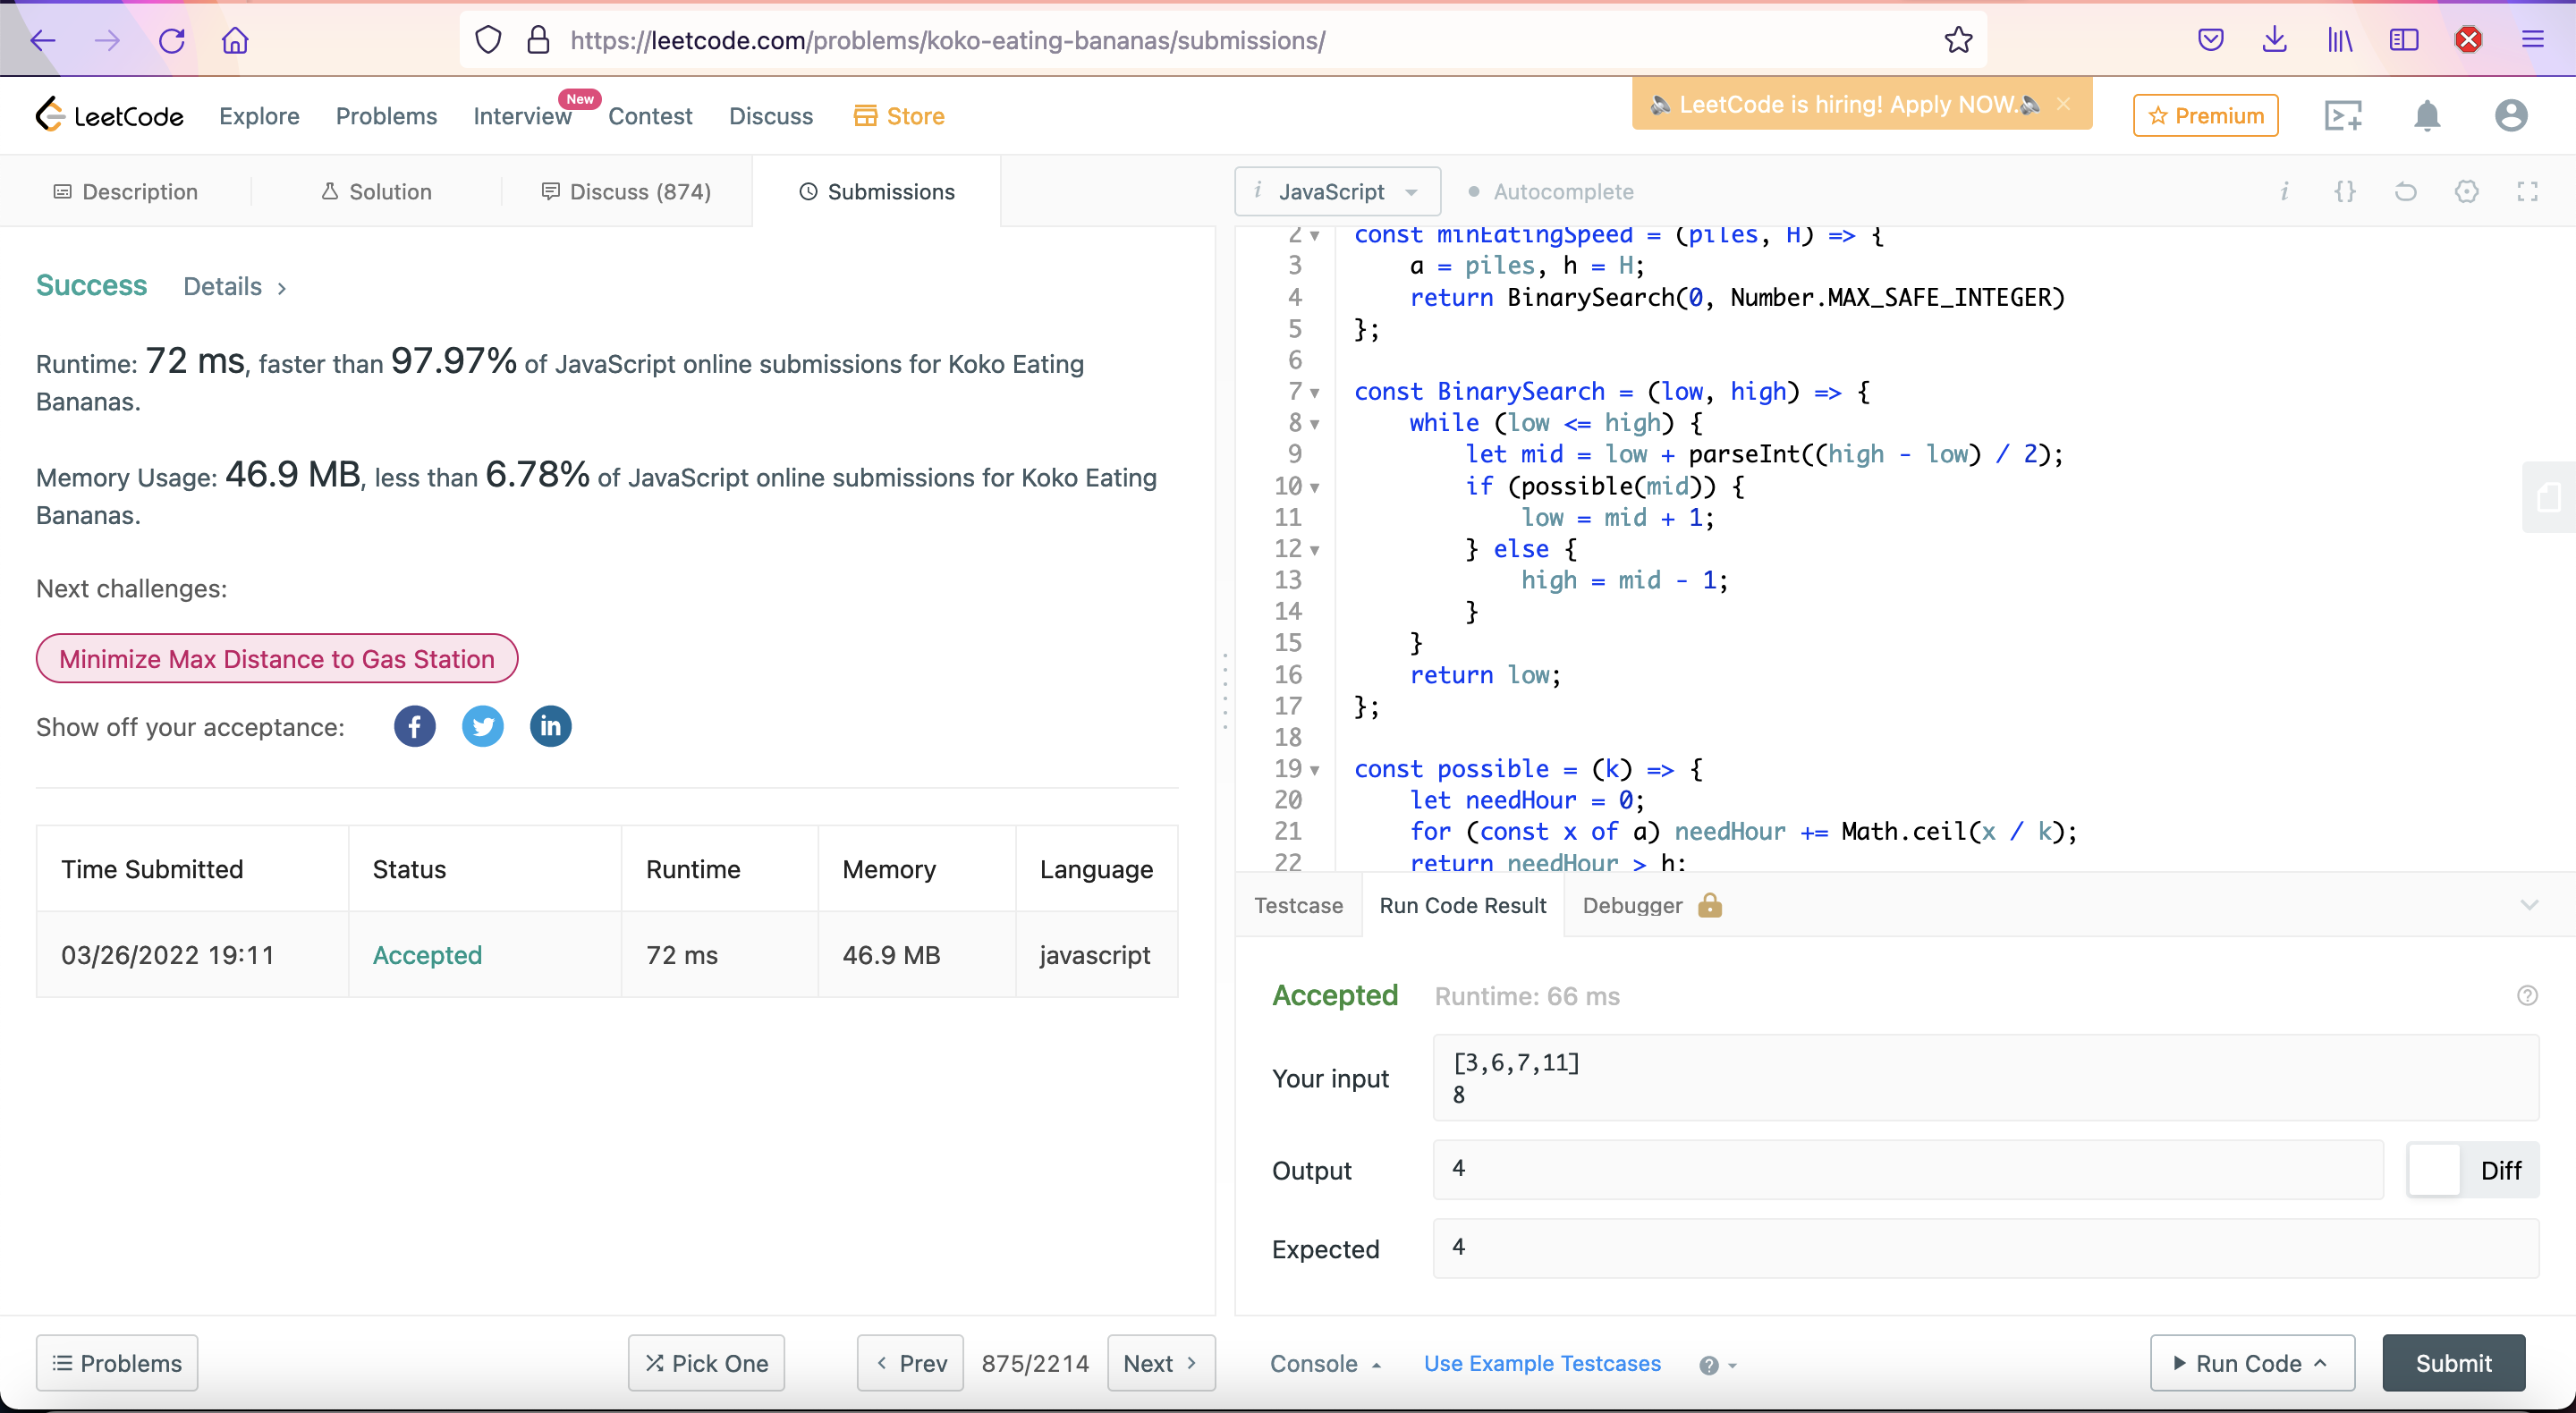 https://leetcode.com/problems/koko-eating-bananas/submissions/
LeetCode
Explore
Problems
Interview
New
Contest
Discuss
Store
LeetCode is hiring! Apply NOW.
Premium
Description
Solution
Discuss (874)
Submissions
Success
Details
Runtime: 72 ms, faster than 97.97% of JavaScript online submissions for Koko Eating
Bananas.
Memory Usage: 46.9 MB, less than 6.78% of JavaScript online submissions for Koko Eating
Bananas.
Next challenges:
Minimize Max Distance to Gas Station
Show off your acceptance:
Time Submitted
Status
Runtime
Memory
Language
03/26/2022 19:11
Accepted
72 ms
46.9 MB
javascript
Problems
Pick One
Prev
875/2214
Next
i JavaScript
Autocomplete
2 const minEatingSpeed = (piles, H) => {
3 a = piles, h = H;
4 return BinarySearch(0, Number.MAX_SAFE_INTEGER)
5 };
6
7 const BinarySearch = (low, high) => {
8 while (low <= high) {
9 let mid = low + parseInt((high - low) / 2);
10 if (possible(mid)) {
11 low = mid + 1;
12 } else {
13 high = mid - 1;
14 }
15 }
16 return low;
17 };
18
19 const possible = (k) => {
20 let needHour = 0;
21 for (const x of a) needHour += Math.ceil(x / k);
22 return needHour > h;
Testcase
Run Code Result
Debugger
Accepted
Runtime: 66 ms
Your input
[3,6,7,11]
8
Output
4
Diff
Expected
4
Console
Use Example Testcases
Run Code
Submit